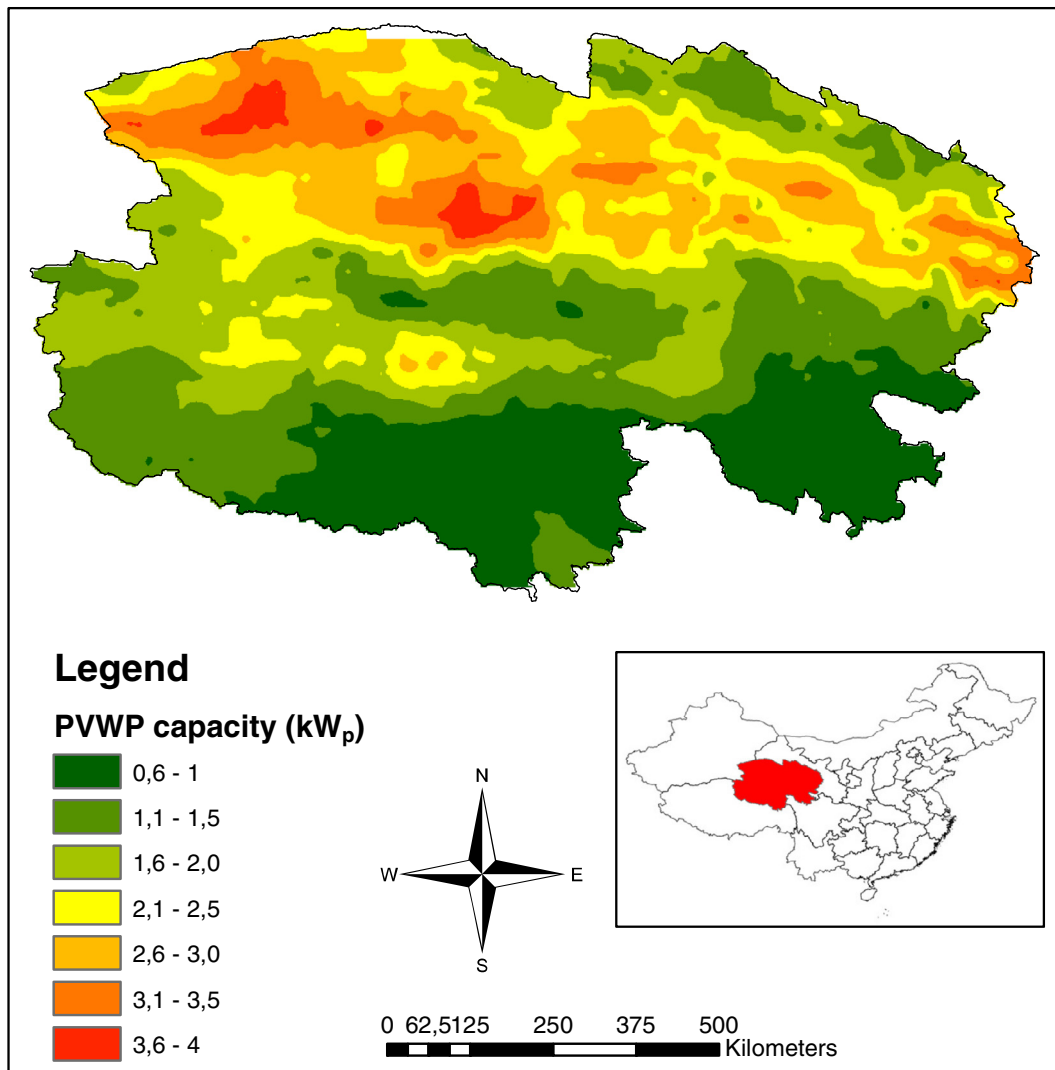 Legend
PVWP capacity (kWp)
0,6 - 1
1,1 - 1,5
1,6 - 2,0
2,1 - 2,5
2,6 - 3,0
3,1 - 3,5
3,6 - 4
N
W E
S
0 62,5125 250 375 500
Kilometers